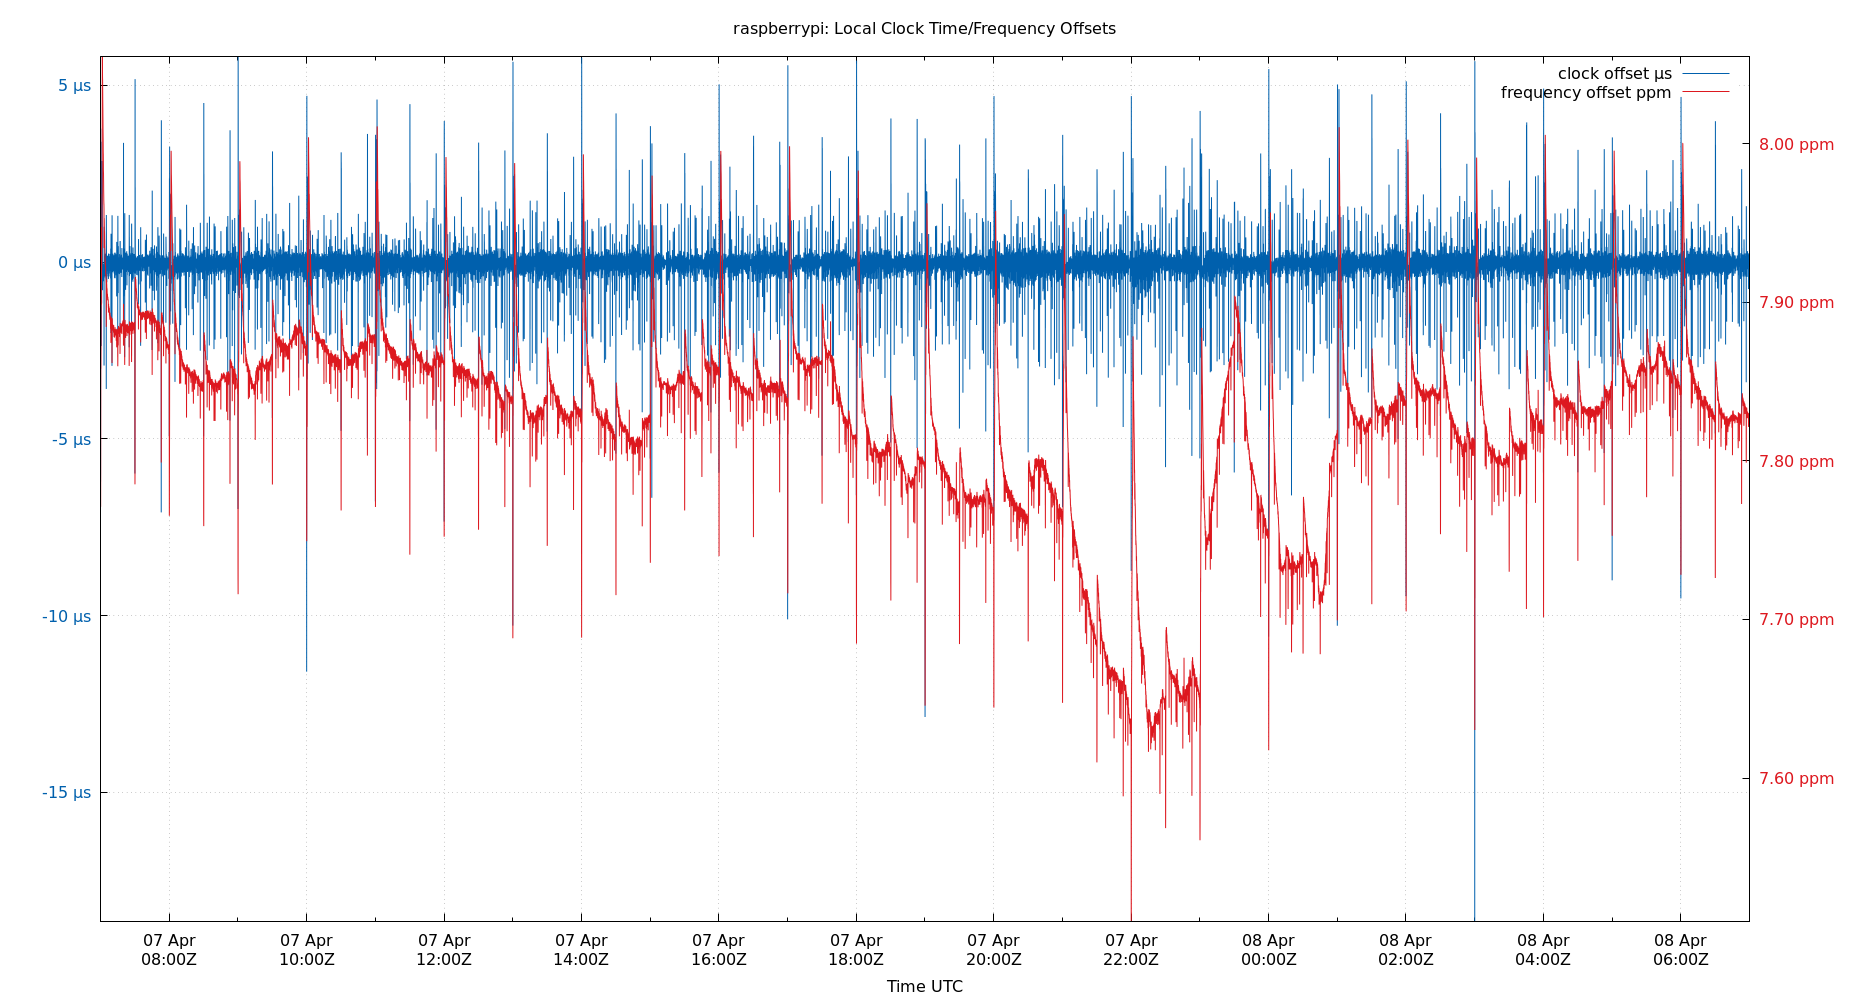 raspberrypi: Local Clock Time/Frequency Offsets
clock offset µs
frequency offset ppm
5 µs
0 µs
-5 µs
-10 µs
-15 µs
8.00 ppm
7.90 ppm
7.80 ppm
7.70 ppm
7.60 ppm
07 Apr 07 Apr 07 Apr 07 Apr 07 Apr 07 Apr 07 Apr 07 Apr 08 Apr 08 Apr 08 Apr 08 Apr
08:00Z 10:00Z 12:00Z 14:00Z 16:00Z 18:00Z 20:00Z 22:00Z 00:00Z 02:00Z 04:00Z 06:00Z
Time UTC